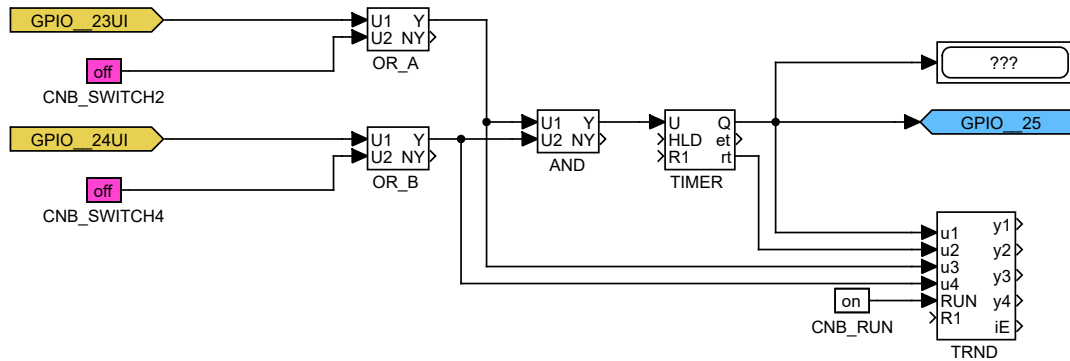 GPIO__23UI
U1 Y
U2 NY
OR_A
off
CNB_SWITCH2
???
GPIO__24UI
U1 Y
U2 NY
OR_B
off
CNB_SWITCH4
U1 Y
U2 NY
AND
U Q
HLD et
R1 rt
TIMER
GPIO__25
u1 y1
u2 y2
u3 y3
u4 y4
RUN
R1 iE
TRND
on
CNB_RUN